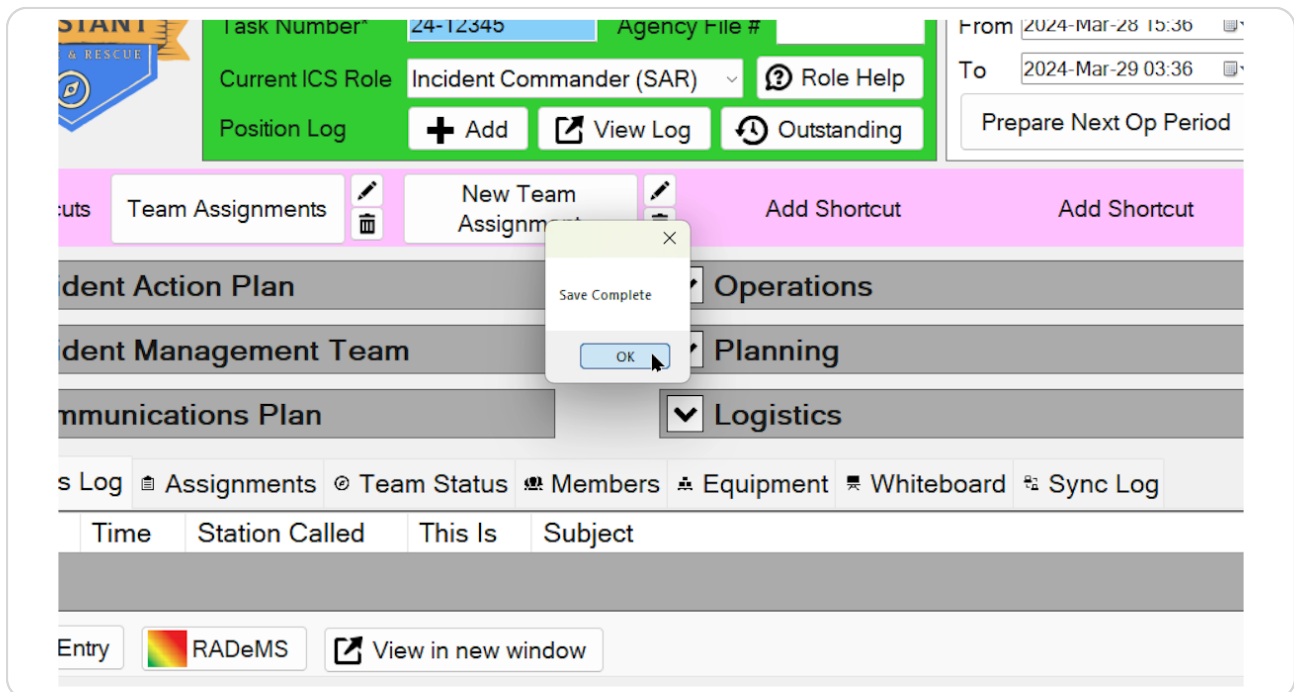 STANT
& RESCUE
Task Number*
24-12345
Agency File #
From
2024-Mar-28 15:36
Current ICS Role
Incident Commander (SAR)
Role Help
To
2024-Mar-29 03:36
Position Log
Add
View Log
Outstanding
Prepare Next Op Period
cuts
Team Assignments
New Team
Assignment
Add Shortcut
Add Shortcut
ident Action Plan
Operations
Save Complete
ident Management Team
OK
Planning
mmunications Plan
Logistics
s Log
Assignments
Team Status
Members
Equipment
Whiteboard
Sync Log
Time
Station Called
This Is
Subject
Entry
RADeMS
View in new window